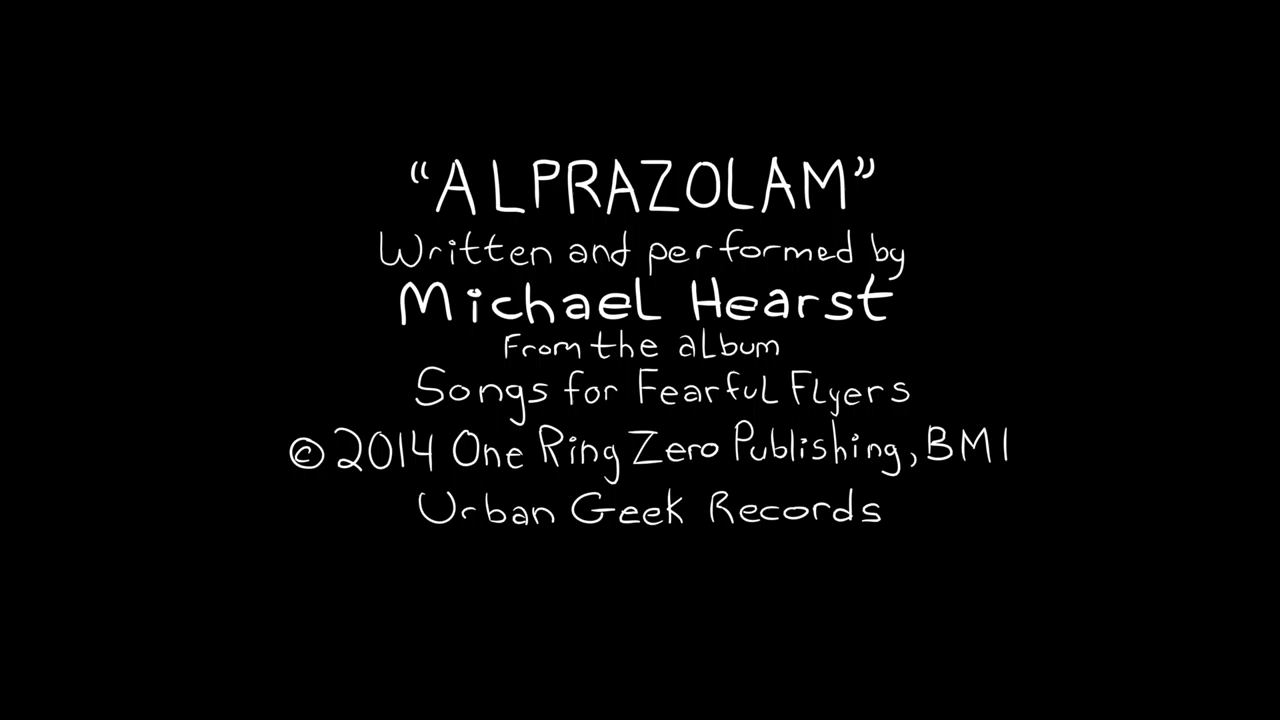 “ALPRAZOLAM”
Written and performed by
Michael Hearst
From the album
Songs for Fearful Flyers
©2014 One Ring Zero Publishing, BMI
Urban Geek Records